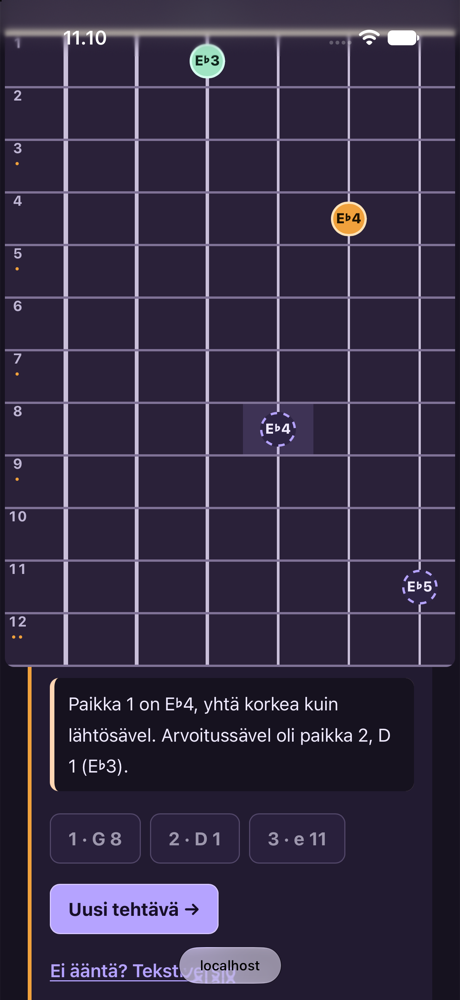 11.10
1
E♭3
2
3
4
E♭4
5
6
7
8
E♭4
9
10
11
E♭5
12
Paikka 1 on E♭4, yhtä korkea kuin
lähtösävel. Arvoitussävel oli paikka 2, D
1 (E♭3).
1 · G 8
2 · D 1
3 · e 11
Uusi tehtävä →
Ei ääntä?
localhost